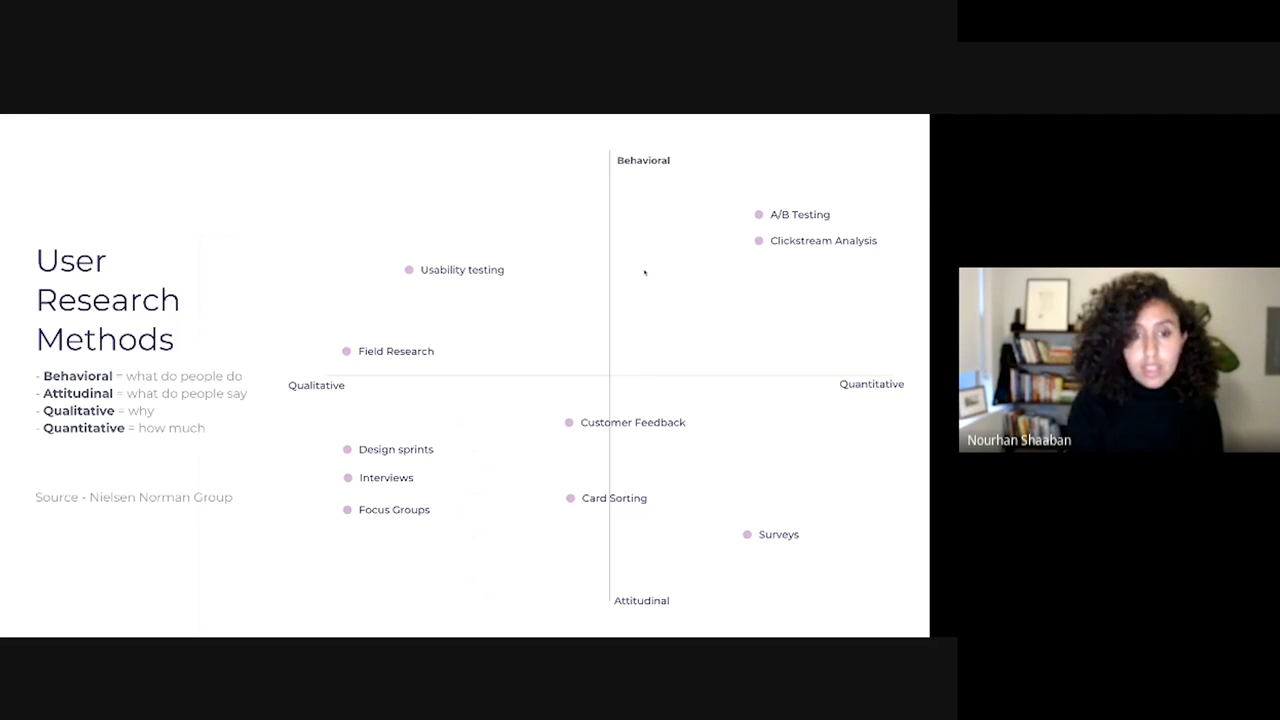 User
Research
Methods
- Behavioral = what do people do
- Attitudinal = what do people say
- Qualitative = why
- Quantitative = how much
Source - Nielsen Norman Group
Behavioral
A/B Testing
Clickstream Analysis
Usability testing
Field Research
Qualitative
Quantitative
Customer Feedback
Design sprints
Interviews
Card Sorting
Focus Groups
Surveys
Attitudinal
Nourhan Shaaban